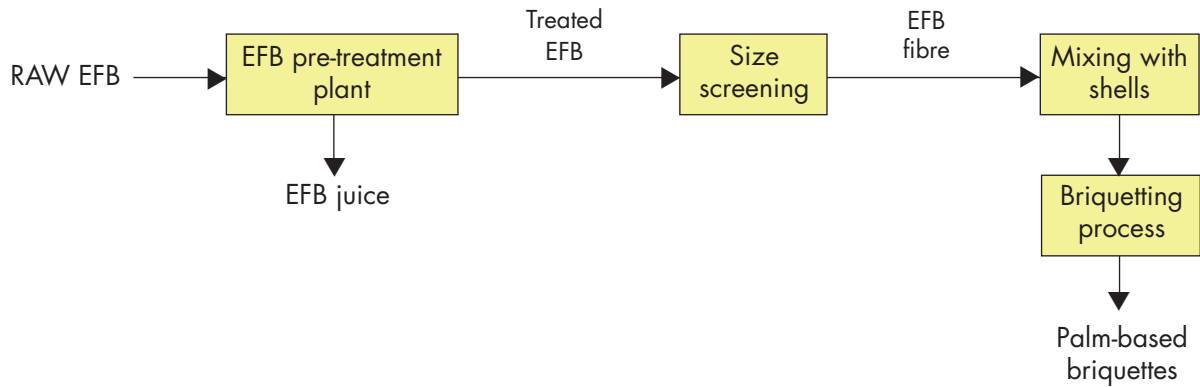 RAW EFB
EFB pre-treatment
plant
EFB juice
Treated
EFB
Size
screening
EFB
fibre
Mixing with
shells
Briquetting
process
Palm-based
briquettes